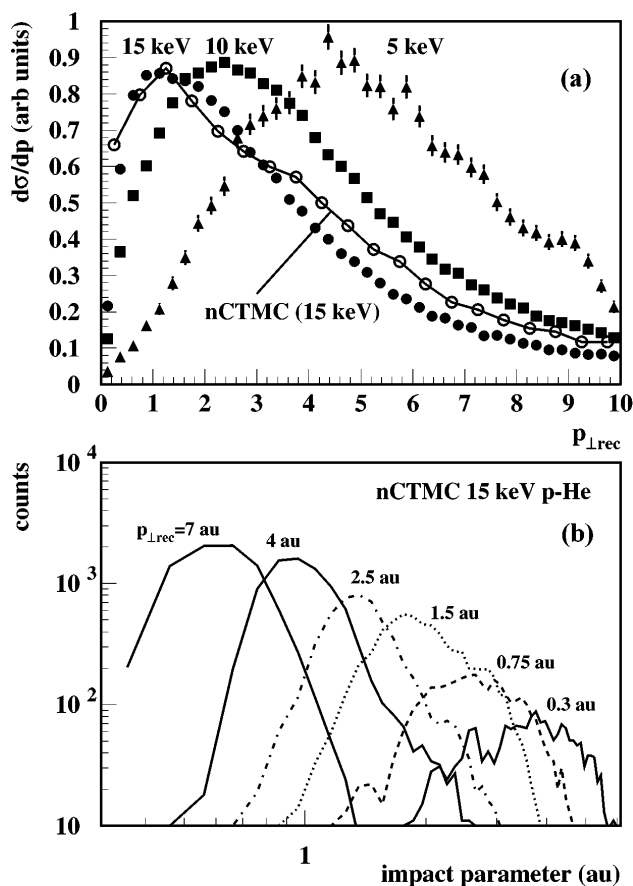 dσ/dp (arb units)
1
0.9
0.8
0.7
0.6
0.5
0.4
0.3
0.2
0.1
0
15 keV 10 keV 5 keV
(a)
nCTMC (15 keV)
0 1 2 3 4 5 6 7 8 9 10
p⊥rec
counts
10⁴
10³
10²
10
nCTMC 15 keV p-He
(b)
p⊥rec=7 au
4 au
2.5 au
1.5 au
0.75 au
0.3 au
1
impact parameter (au)